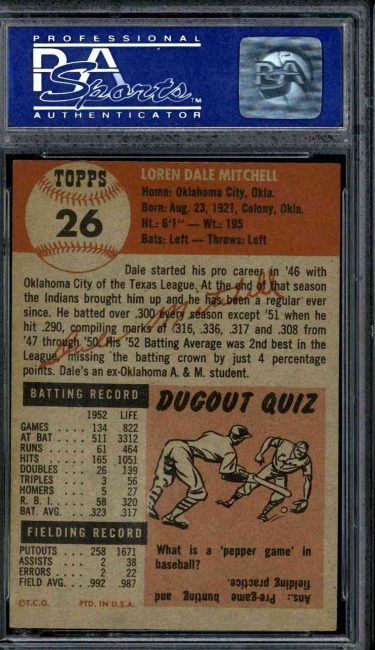 PROFESSIONAL
PSA
Sports™
AUTHENTICATOR
PSA
TOPPS
26
LOREN DALE MITCHELL
Home: Oklahoma City, Okla.
Born: Aug. 23, 1921, Colony, Okla.
Ht.: 6'1" — Wt.: 195
Bats: Left — Throws: Left
Dale started his pro career in '46 with
Oklahoma City of the Texas League. At the end of that season
the Indians brought him up and he has been a regular ever
since. He batted over .300 every season except '51 when he
hit .290, compiling marks of .316, .336, .317 and .308 from
'47 through '50. His '52 Batting Average was 2nd best in the
League, missing the batting crown by just 4 percentage
points. Dale's an ex-Oklahoma A. & M. student.
Dale Mitchell
BATTING RECORD
1952 LIFE
GAMES 134 822
AT BAT 511 3312
RUNS 61 464
HITS 165 1051
DOUBLES 26 139
TRIPLES 3 56
HOMERS 5 27
R. B. I. 58 320
BAT. AVG. .323 .317
FIELDING RECORD
PUTOUTS 258 1671
ASSISTS 2 38
ERRORS 2 22
FIELD AVG. .992 .987
©T.C.G. PTD. IN U.S.A.
DUGOUT QUIZ
What is a 'pepper game' in
baseball?
Ans.: Pre-game bunting and
fielding practice.